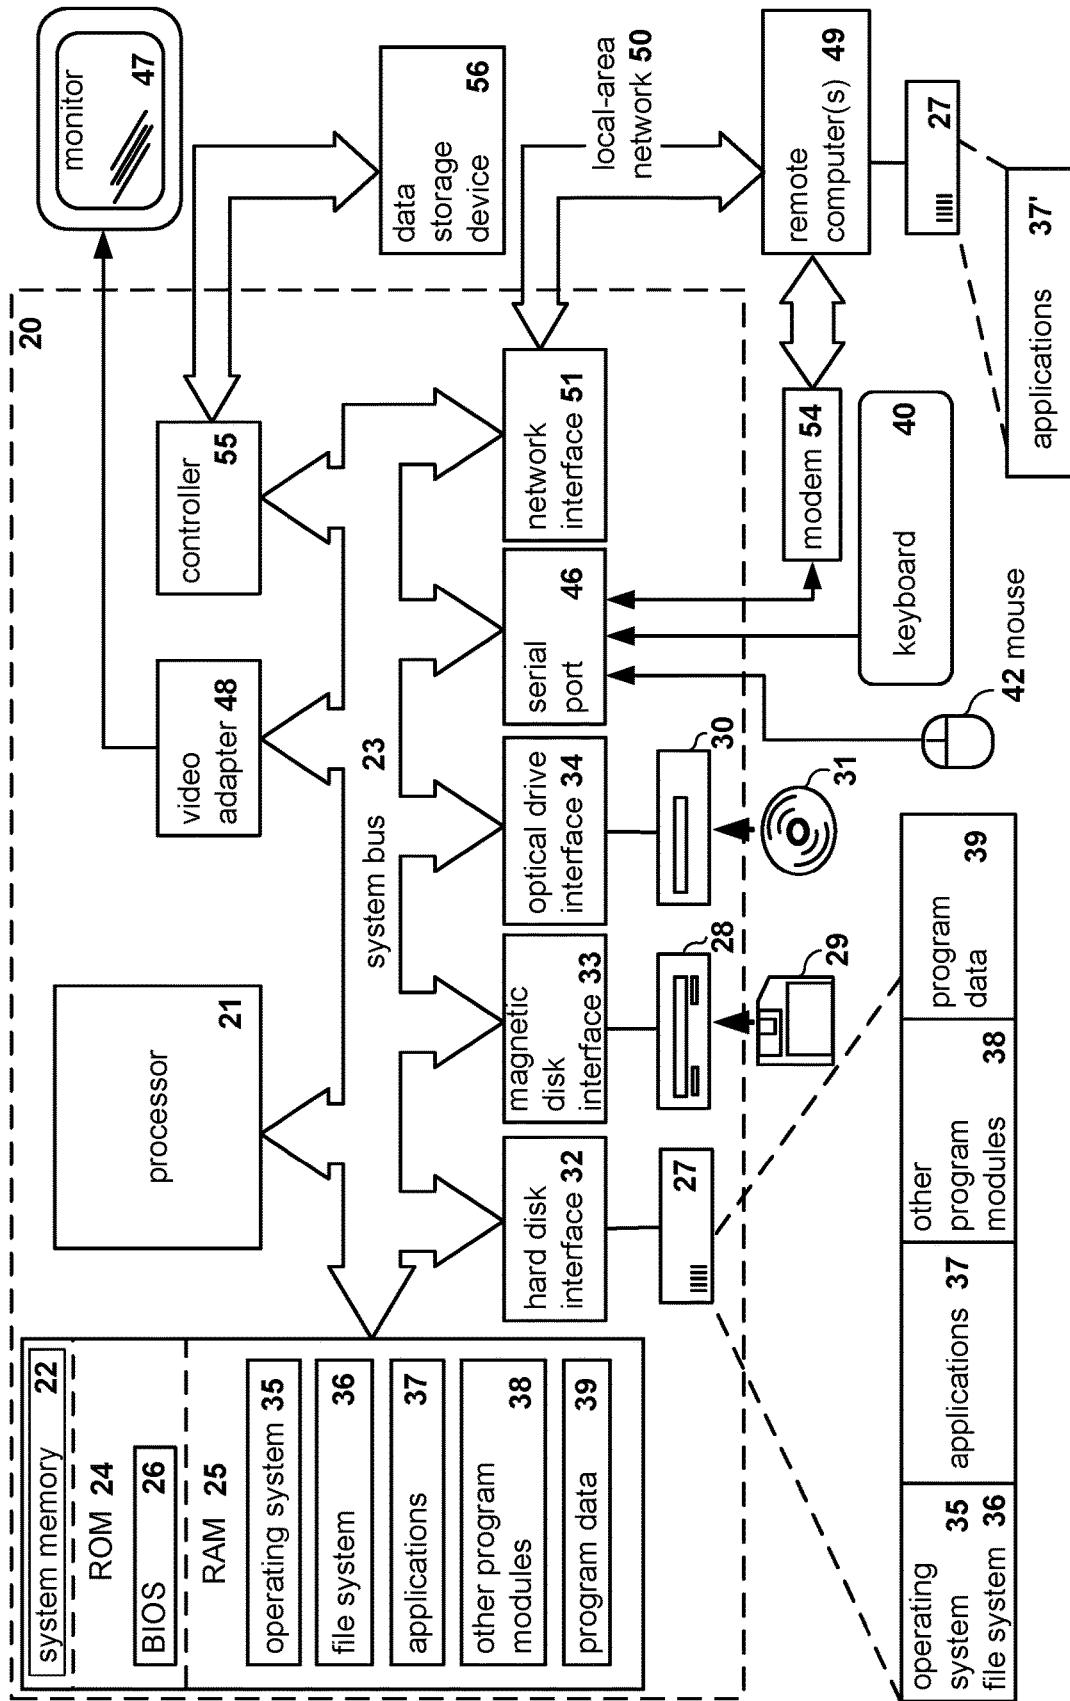 20
system memory 22
ROM 24
BIOS 26
RAM 25
operating system 35
file system 36
applications 37
other program
modules 38
program data 39
processor
21
video
adapter 48
controller
55
monitor
47
system bus 23
data
storage
device
56
hard disk
interface 32
magnetic
disk
interface 33
optical drive
interface 34
serial
port
46
network
interface 51
local-area
network 50
27
28
30
29
31
modem 54
remote
computer(s)
49
keyboard
40
42 mouse
27
applications
37'
operating
system 35
file system 36
applications 37
other
program
modules 38
program
data 39